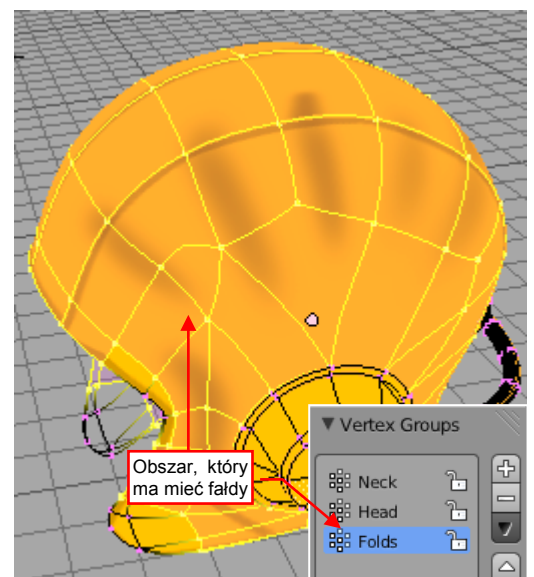 Obszar, który
ma mieć fałdy
▼ Vertex Groups
Neck
Head
Folds